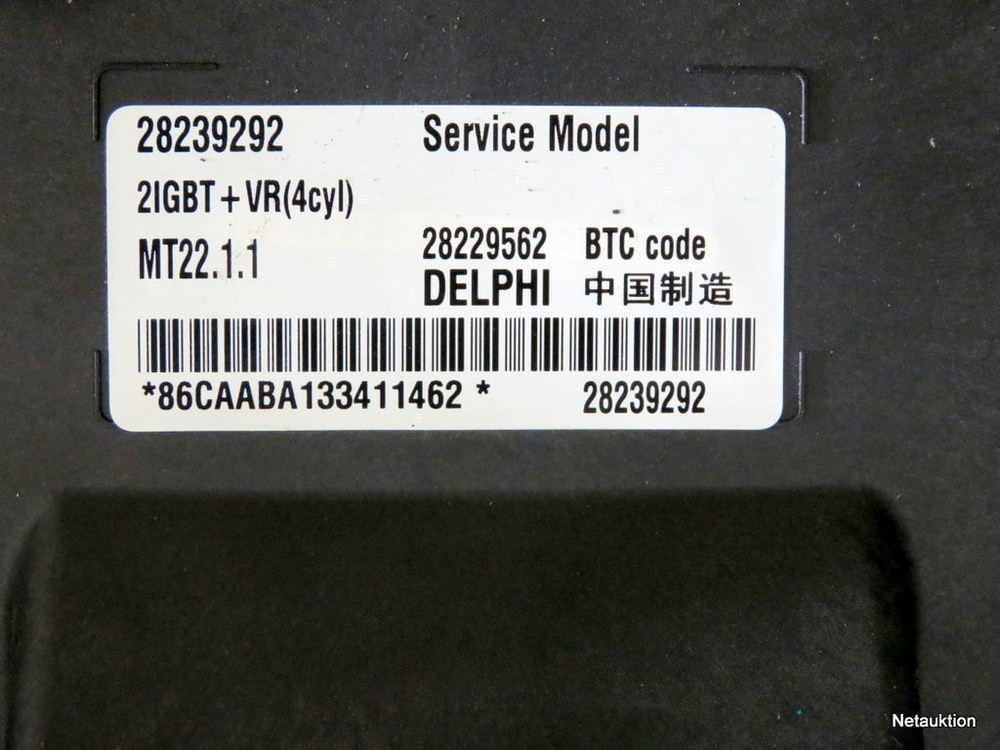 28239292 Service Model
2IGBT+VR(4cyl)
MT22.1.1
28229562 BTC code
DELPHI 中国制造
*86CAABA133411462 *
28239292
Netauktion